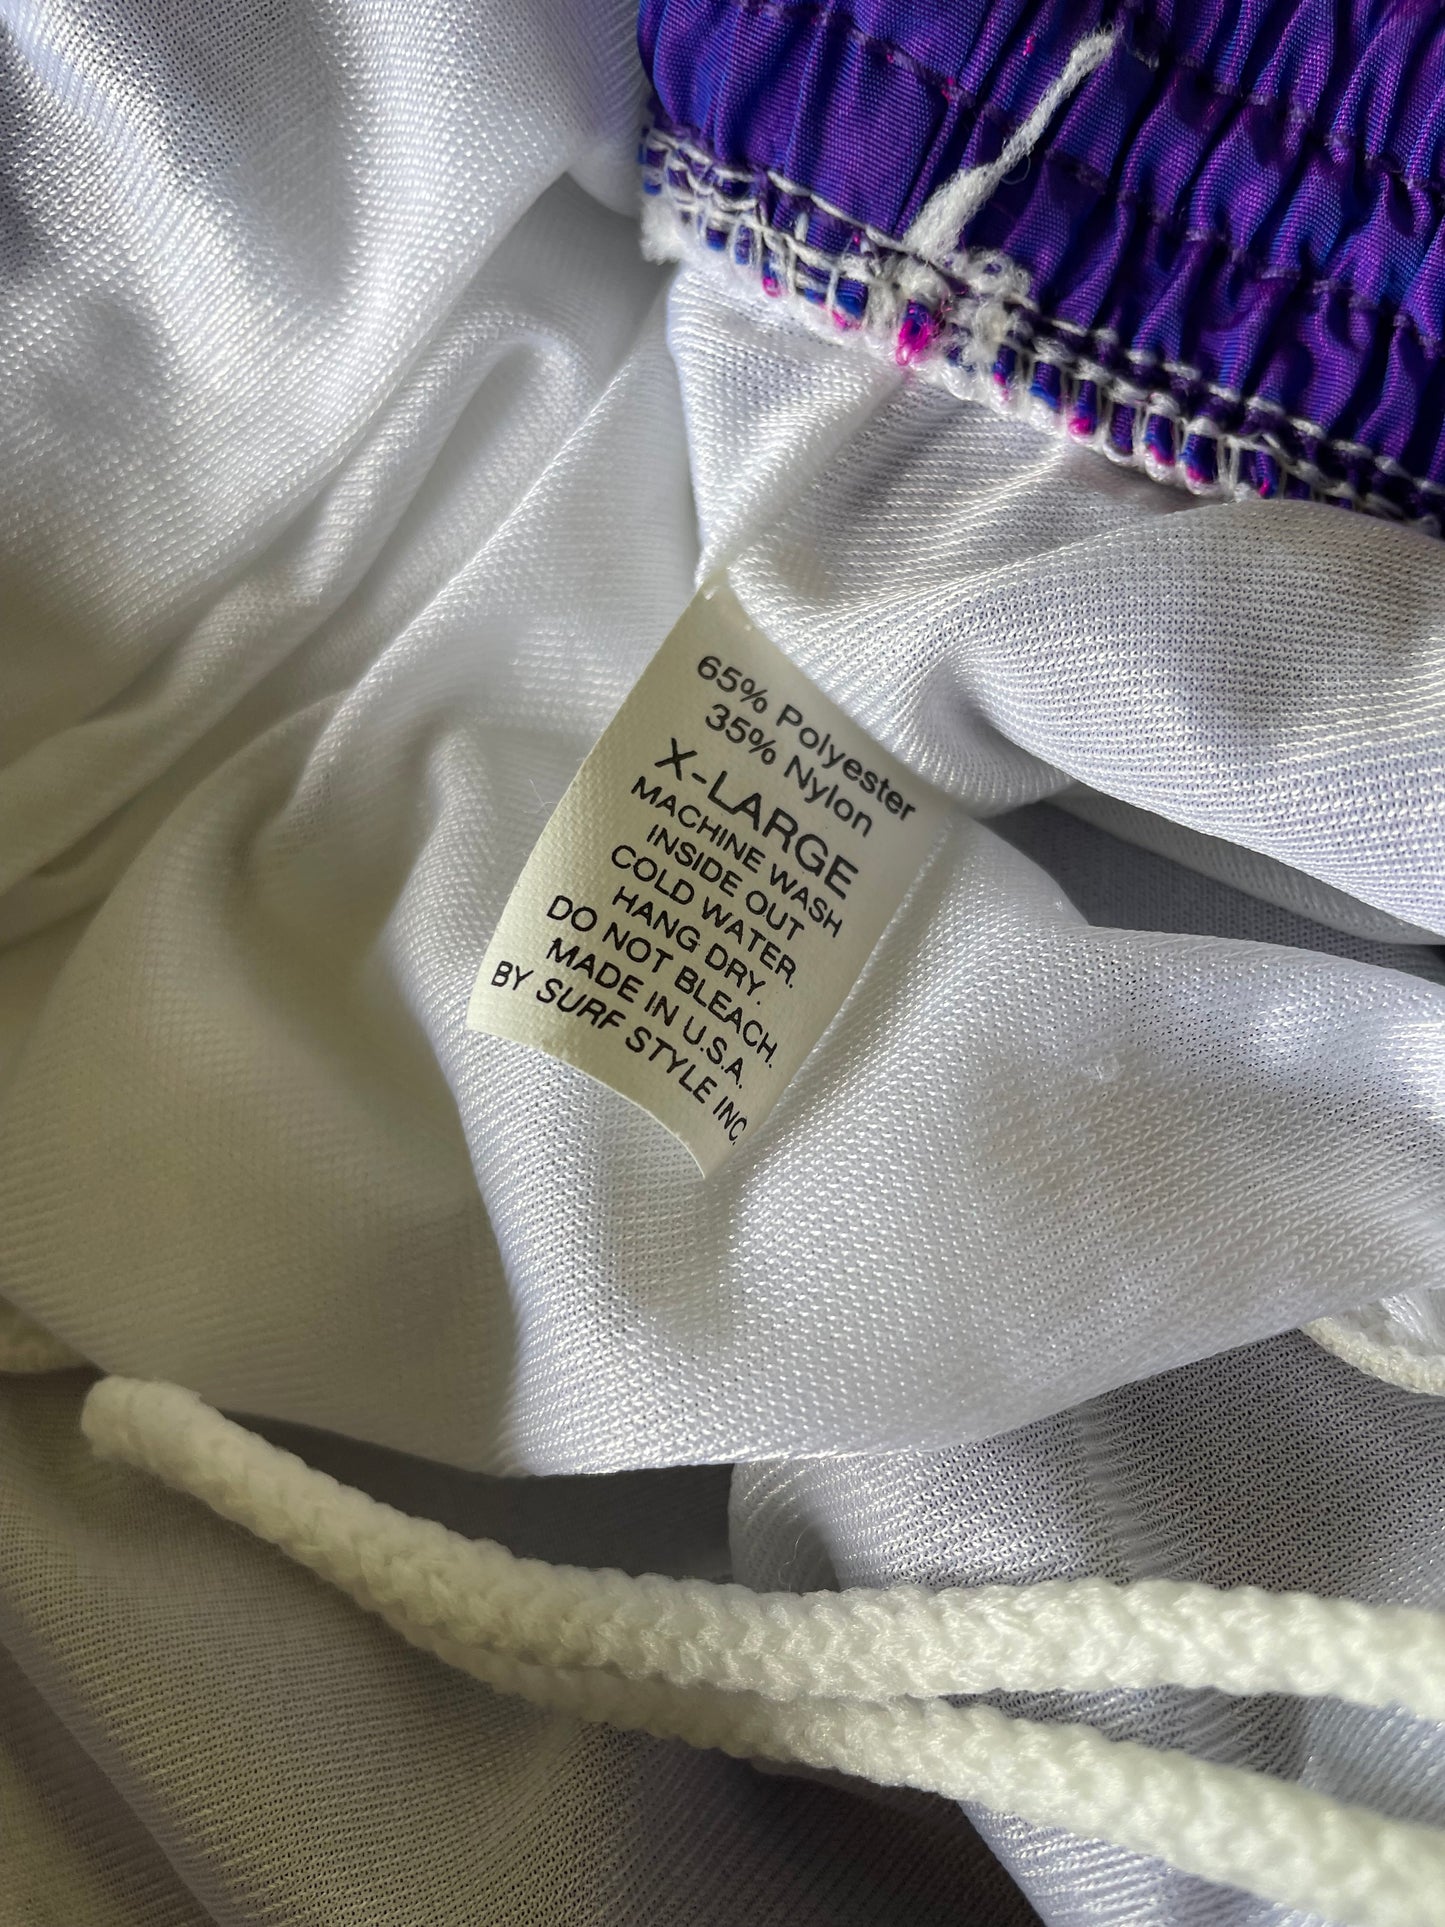 65% Polyester
35% Nylon
X-LARGE
MACHINE WASH
INSIDE OUT
COLD WATER.
HANG DRY.
DO NOT BLEACH.
MADE IN U.S.A.
BY SURF STYLE INC.